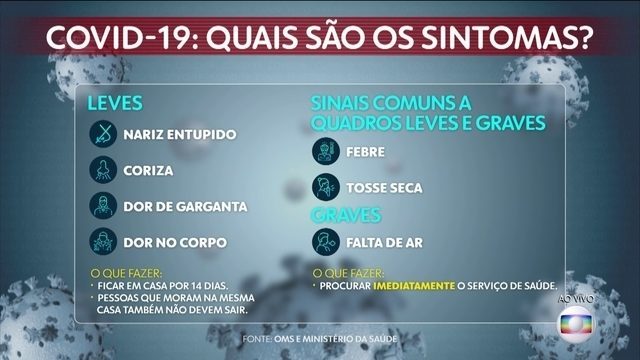 COVID-19: QUAIS SÃO OS SINTOMAS?
LEVES
NARIZ ENTUPIDO
CORIZA
DOR DE GARGANTA
DOR NO CORPO
O QUE FAZER:
· FICAR EM CASA POR 14 DIAS.
· PESSOAS QUE MORAM NA MESMA
CASA TAMBÉM NÃO DEVEM SAIR.
SINAIS COMUNS A
QUADROS LEVES E GRAVES
FEBRE
TOSSE SECA
GRAVES
FALTA DE AR
O QUE FAZER:
· PROCURAR IMEDIATAMENTE O SERVIÇO DE SAÚDE.
AO VIVO
FONTE: OMS E MINISTÉRIO DA SAÚDE